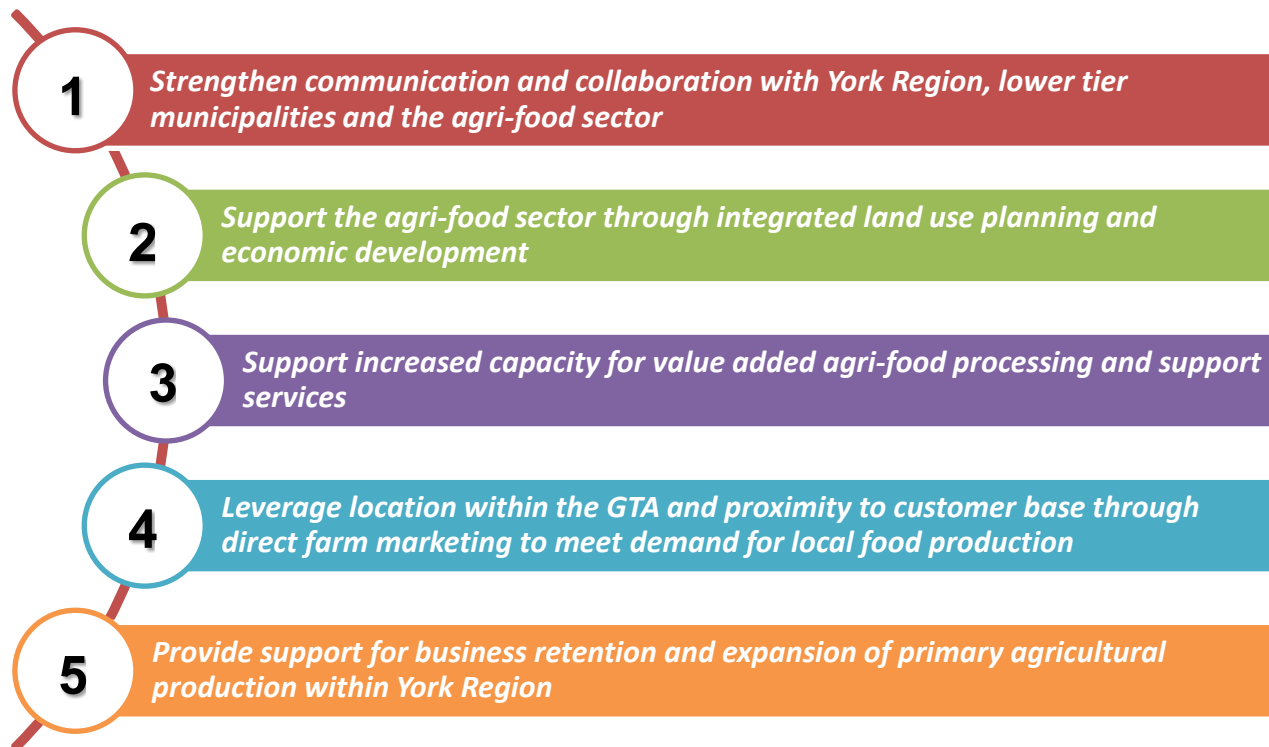 1
Strengthen communication and collaboration with York Region, lower tier
municipalities and the agri-food sector
2
Support the agri-food sector through integrated land use planning and
economic development
3
Support increased capacity for value added agri-food processing and support
services
4
Leverage location within the GTA and proximity to customer base through
direct farm marketing to meet demand for local food production
5
Provide support for business retention and expansion of primary agricultural
production within York Region